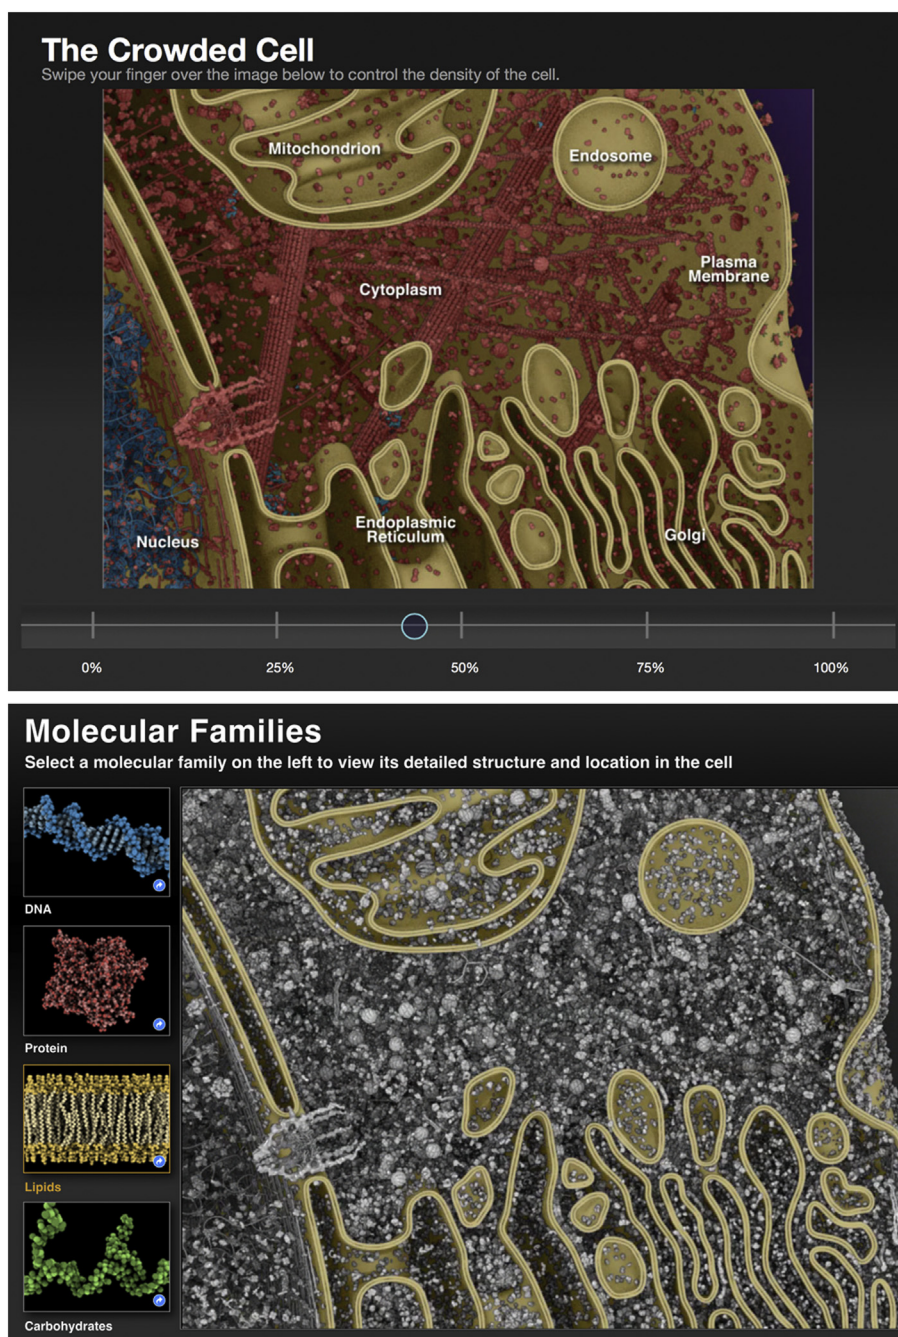 The Crowded Cell
Swipe your finger over the image below to control the density of the cell.
Mitochondrion
Endosome
Plasma
Membrane
Cytoplasm
Endoplasmic
Reticulum
Golgi
Nucleus
0%
25%
50%
75%
100%
Molecular Families
Select a molecular family on the left to view its detailed structure and location in the cell
DNA
Protein
Lipids
Carbohydrates